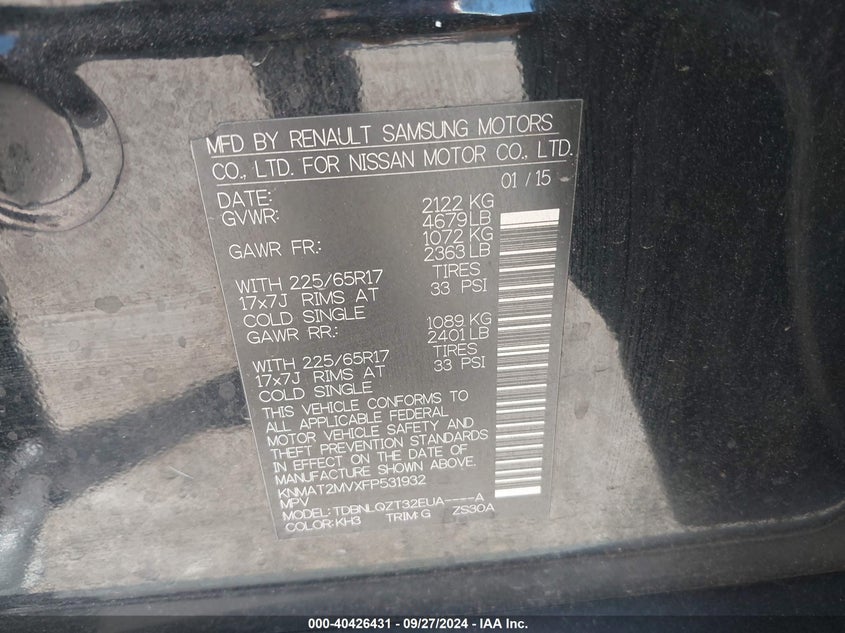 MFD BY RENAULT SAMSUNG MOTORS
CO., LTD. FOR NISSAN MOTOR CO., LTD.
DATE: 01 / 15
GVWR: 2122 KG
4679 LB
GAWR FR.: 1072 KG
2363 LB
WITH 225/65R17 TIRES
17x7J RIMS AT 33 PSI
COLD SINGLE
GAWR RR.: 1089 KG
2401 LB
WITH 225/65R17 TIRES
17x7J RIMS AT 33 PSI
COLD SINGLE
THIS VEHICLE CONFORMS TO
ALL APPLICABLE FEDERAL
MOTOR VEHICLE SAFETY AND
THEFT PREVENTION STANDARDS
IN EFFECT ON THE DATE OF
MANUFACTURE SHOWN ABOVE.
KNMAT2MVXFP531932
MPV
MODEL: TDBNLQZT32EUA----A
COLOR: KH3 TRIM: G ZS30A
000-40426431 - 09/27/2024 - IAA Inc.